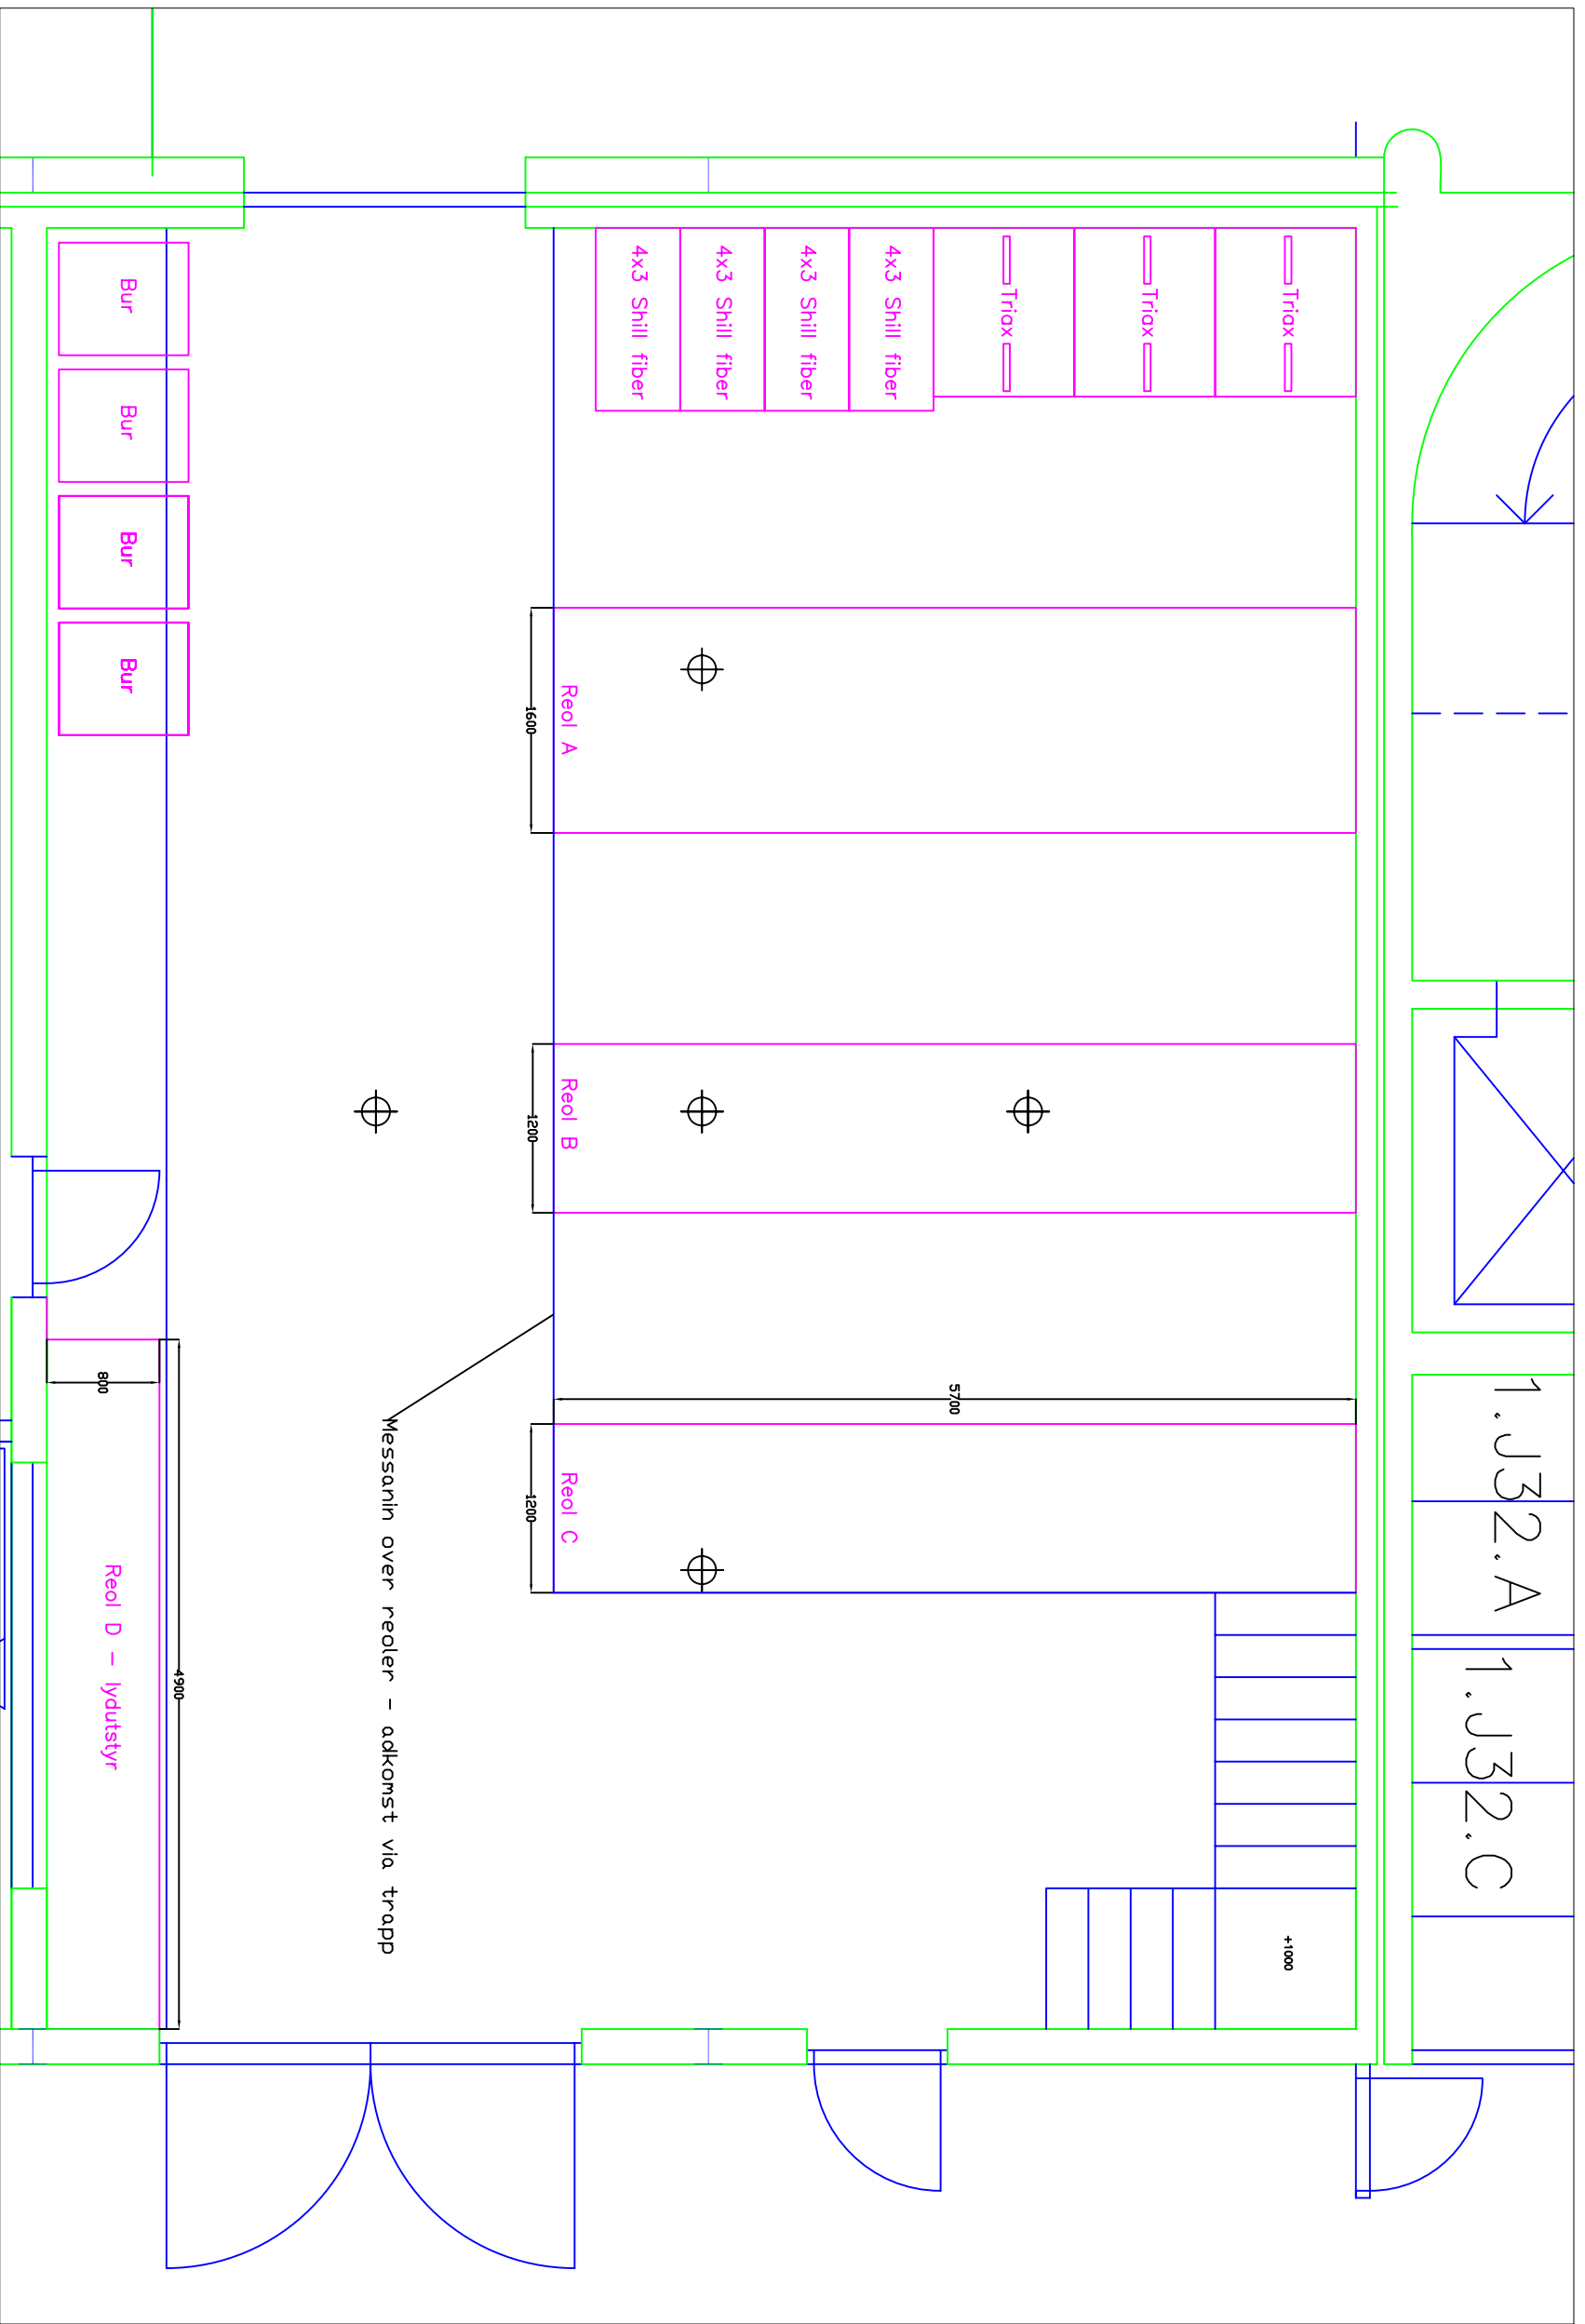 1.J32.A
1.J32.C
Triax
Triax
Triax
4x3 Shill fiber
4x3 Shill fiber
4x3 Shill fiber
4x3 Shill fiber
+1000
5700
Reol A
Reol B
Reol C
1600
1200
1200
Messanin over reoler - adkomst via trapp
4900
Bur
Bur
Bur
Bur
800
Reol D - lydutstyr